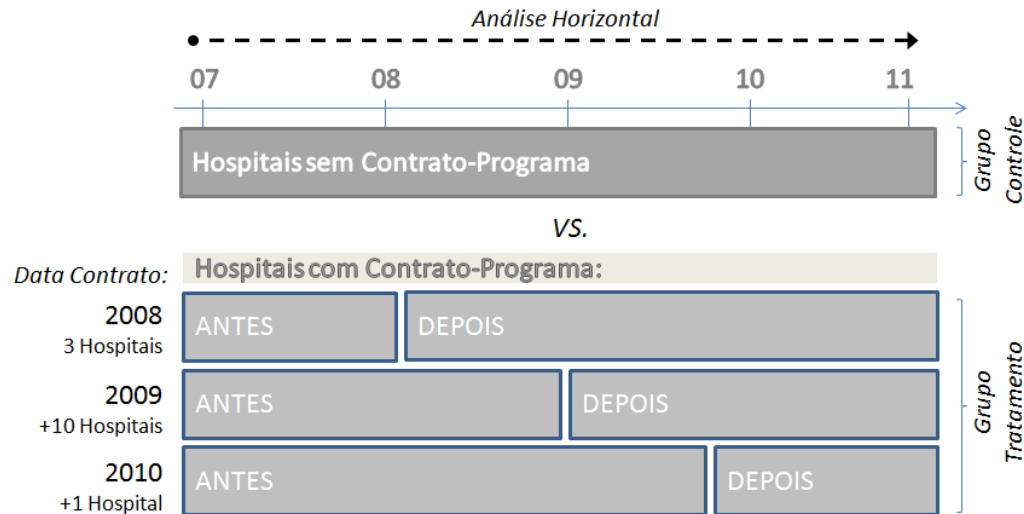 Análise Horizontal
07 08 09 10 11
Hospitais sem Contrato-Programa
Grupo
Controle
VS.
Data Contrato:
Hospitais com Contrato-Programa:
2008
3 Hospitais
ANTES DEPOIS
2009
+10 Hospitais
ANTES DEPOIS
2010
+1 Hospital
ANTES DEPOIS
Grupo
Tratamento